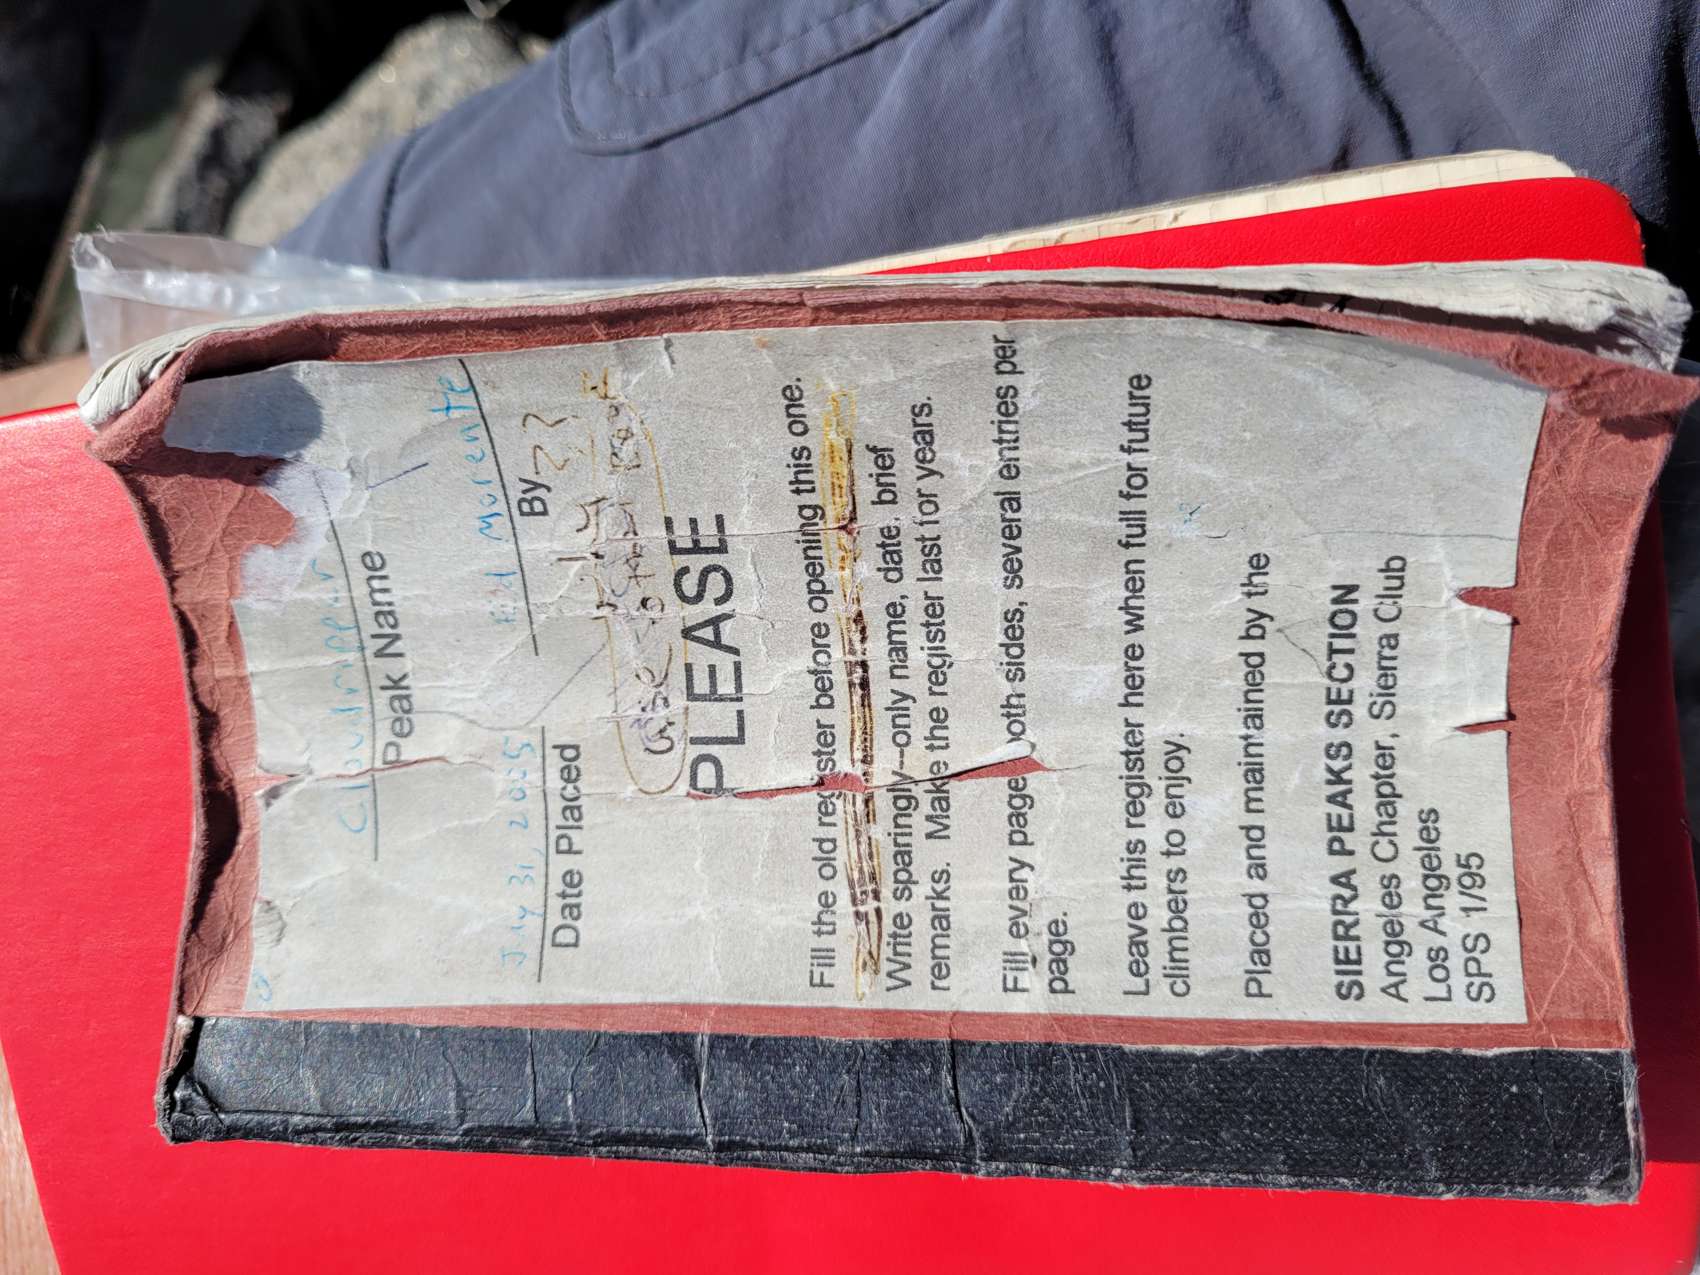 Cloudripper
Peak Name
July 31, 2005
Date Placed
Ed Morente
By ??
use
PLEASE
Fill the old register before opening this one.
Write sparingly–only name, date, brief
remarks. Make the register last for years.
Fill every page both sides, several entries per
page.
Leave this register here when full for future
climbers to enjoy.
Placed and maintained by the
SIERRA PEAKS SECTION
Angeles Chapter, Sierra Club
Los Angeles
SPS 1/95